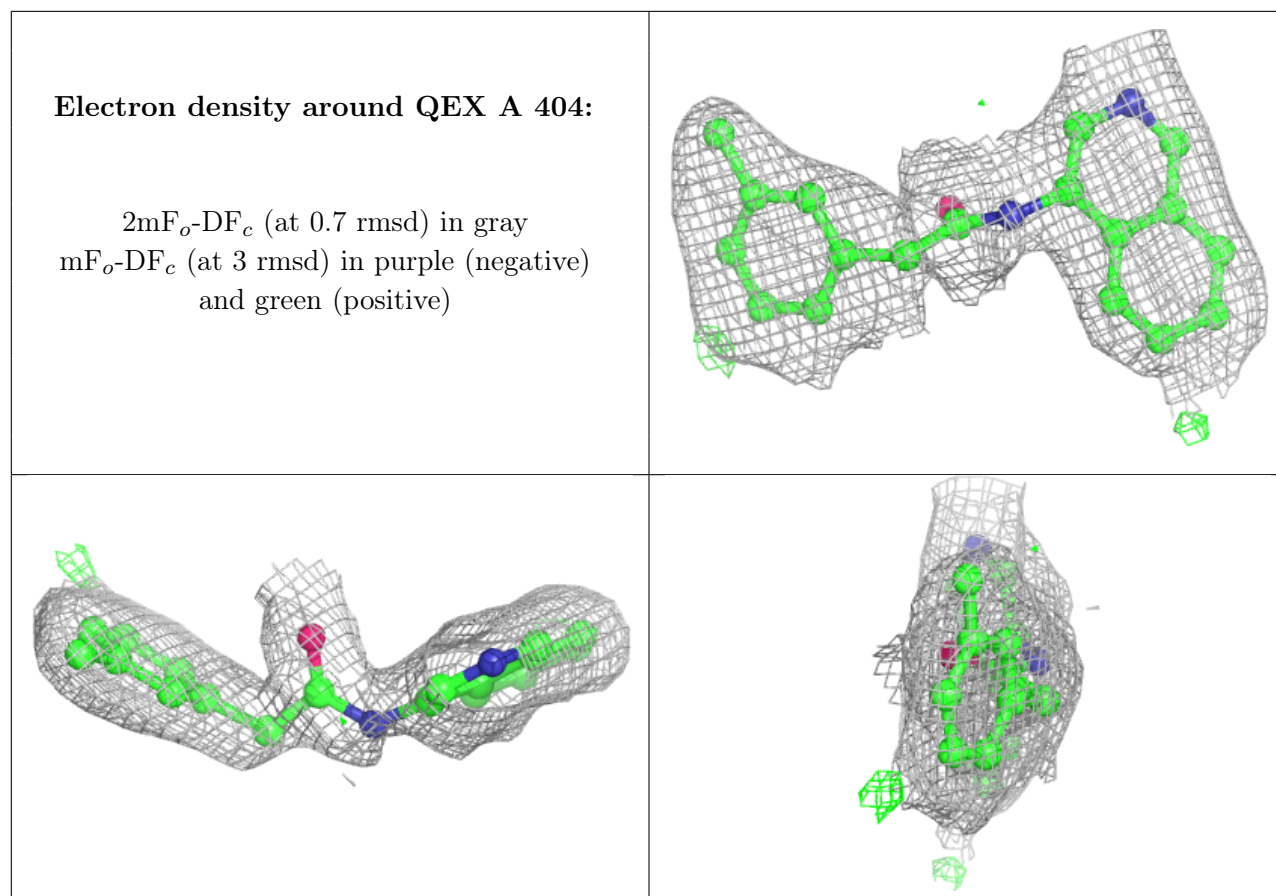 Electron density around QEX A 404:
2mFₒ-DF𝒸 (at 0.7 rmsd) in gray
mFₒ-DF𝒸 (at 3 rmsd) in purple (negative)
and green (positive)